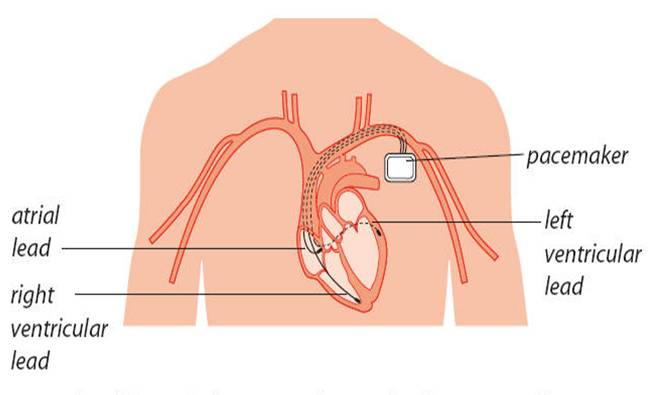 pacemaker
atrial
lead
left
ventricular
lead
right
ventricular
lead